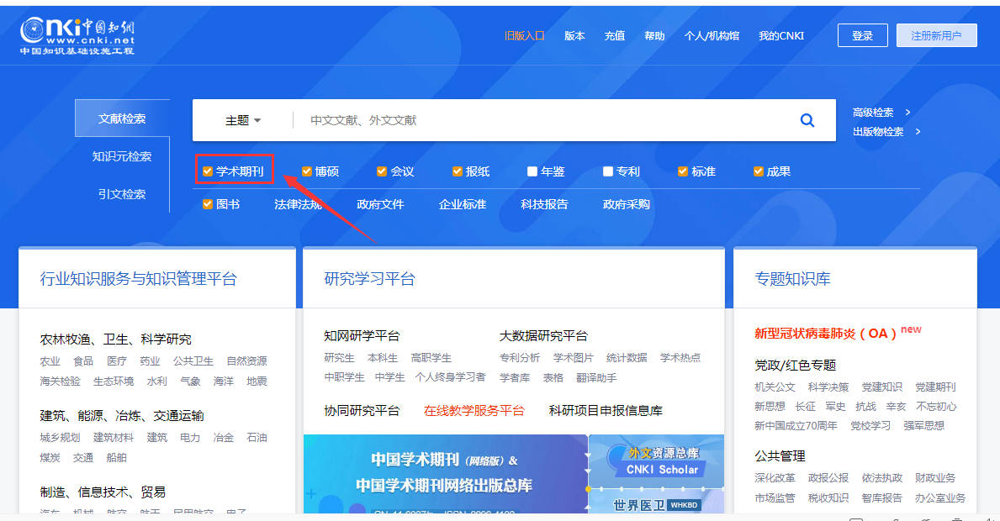 cnki中国知网
www.cnki.net
中国知识基础设施工程
旧版入口 版本 充值 帮助 个人/机构馆 我的CNKI 登录 注册新用户
文献检索
知识元检索
引文检索
主题 中文文献、外文文献
高级检索 >
出版物检索 >
学术期刊 博硕 会议 报纸 年鉴 专利 标准 成果
图书 法律法规 政府文件 企业标准 科技报告 政府采购
行业知识服务与知识管理平台
农林牧渔、卫生、科学研究
农业 食品 医疗 药业 公共卫生 自然资源
海关检验 生态环境 水利 气象 海洋 地震
建筑、能源、冶炼、交通运输
城乡规划 建筑材料 建筑 电力 冶金 石油
煤炭 交通 船舶
制造、信息技术、贸易
汽车 机械 航空 航天 民用航空 电子
研究学习平台
知网研学平台
研究生 本科生 高职学生
中职学生 中学生 个人终身学习者
大数据研究平台
专利分析 学术图片 统计数据 学术热点
学者库 表格 翻译助手
协同研究平台 在线教学服务平台 科研项目申报信息库
中国学术期刊(网络版)&
中国学术期刊网络出版总库
外文资源总库
CNKI Scholar
世界医卫 WHKBD
专题知识库
新型冠状病毒肺炎(OA)new
党政/红色专题
机关公文 科学决策 党建知识 党建期刊
新思想 长征 军史 抗战 辛亥 不忘初心
新中国成立70周年 党校学习 强军思想
公共管理
深化改革 政报公报 依法执政 财政业务
市场监管 税收知识 智库报告 办公室业务